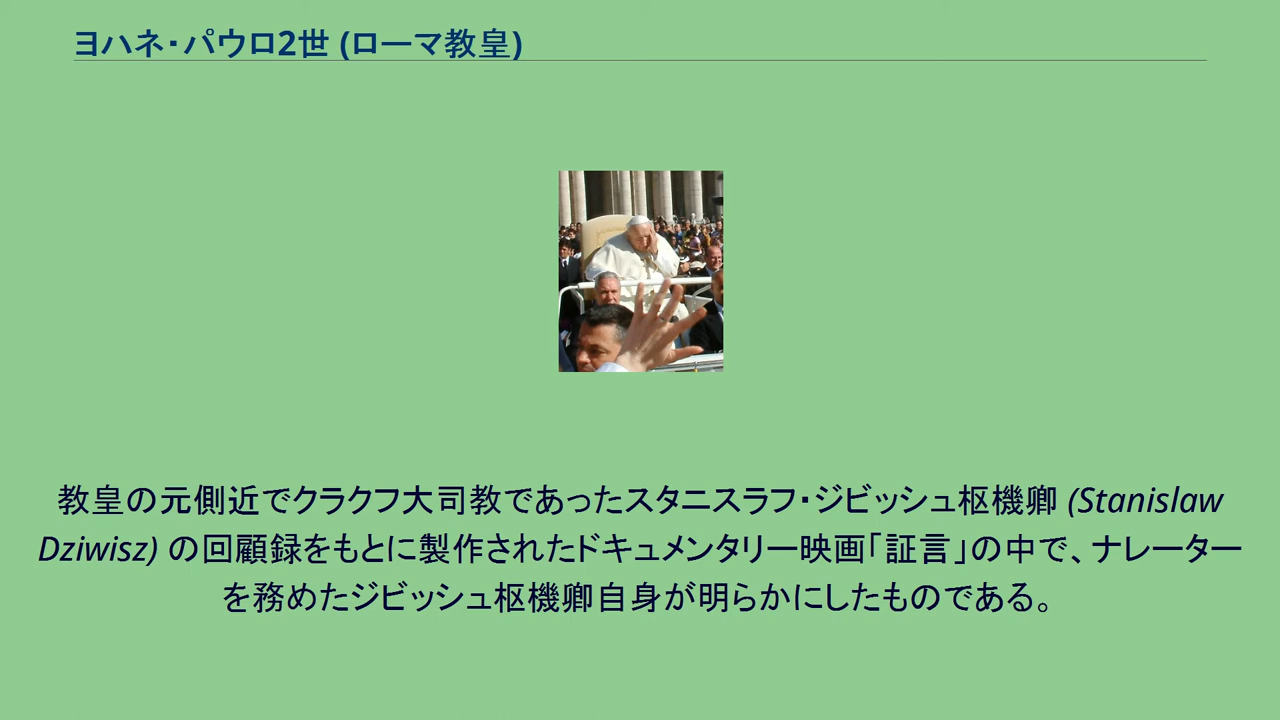 ヨハネ・パウロ2世 (ローマ教皇)
教皇の元側近でクラクフ大司教であったスタニスラフ・ジビッシュ枢機卿 (Stanislaw
Dziwisz) の回顧録をもとに製作されたドキュメンタリー映画「証言」の中で、ナレーター
を務めたジビッシュ枢機卿自身が明らかにしたものである。